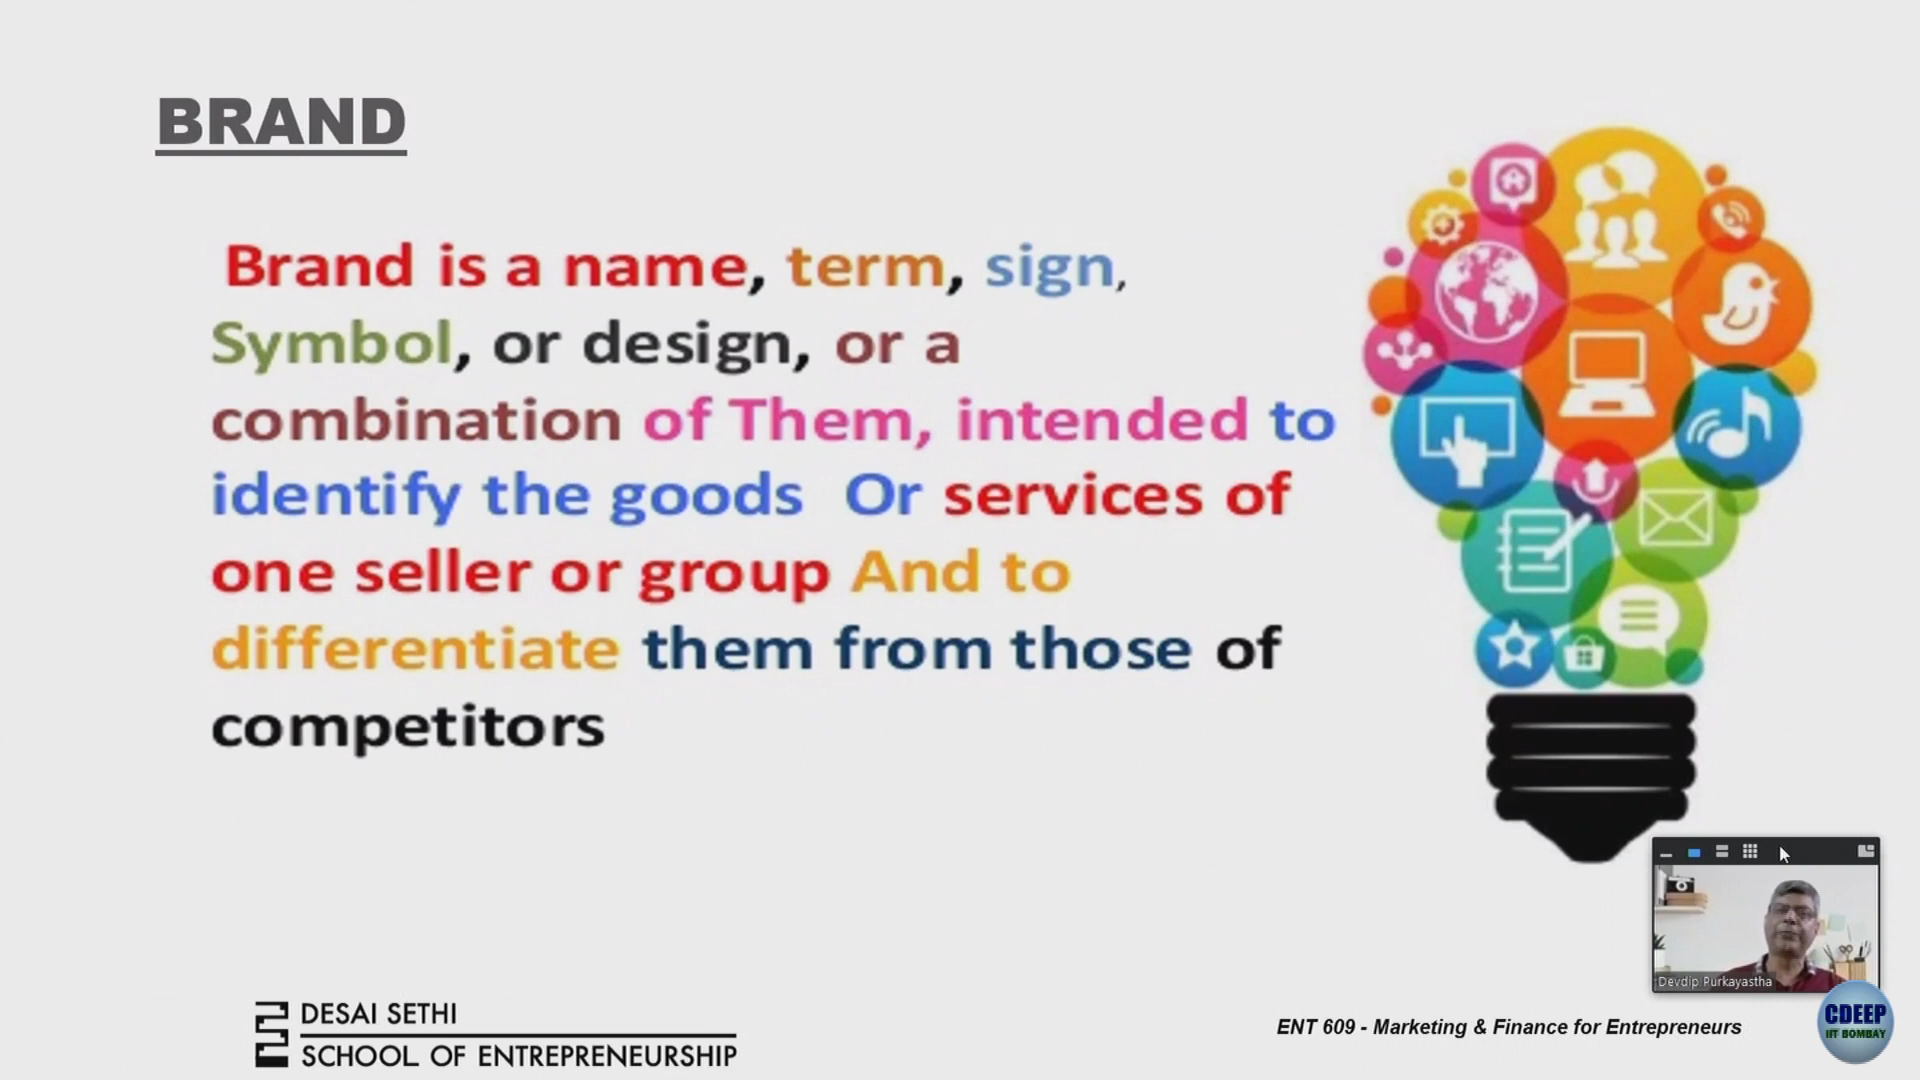 BRAND
Brand is a name, term, sign,
Symbol, or design, or a
combination of Them, intended to
identify the goods Or services of
one seller or group And to
differentiate them from those of
competitors
Devdip Purkayastha
DESAI SETHI
SCHOOL OF ENTREPRENEURSHIP
ENT 609 - Marketing & Finance for Entrepreneurs
CDEEP
IIT BOMBAY